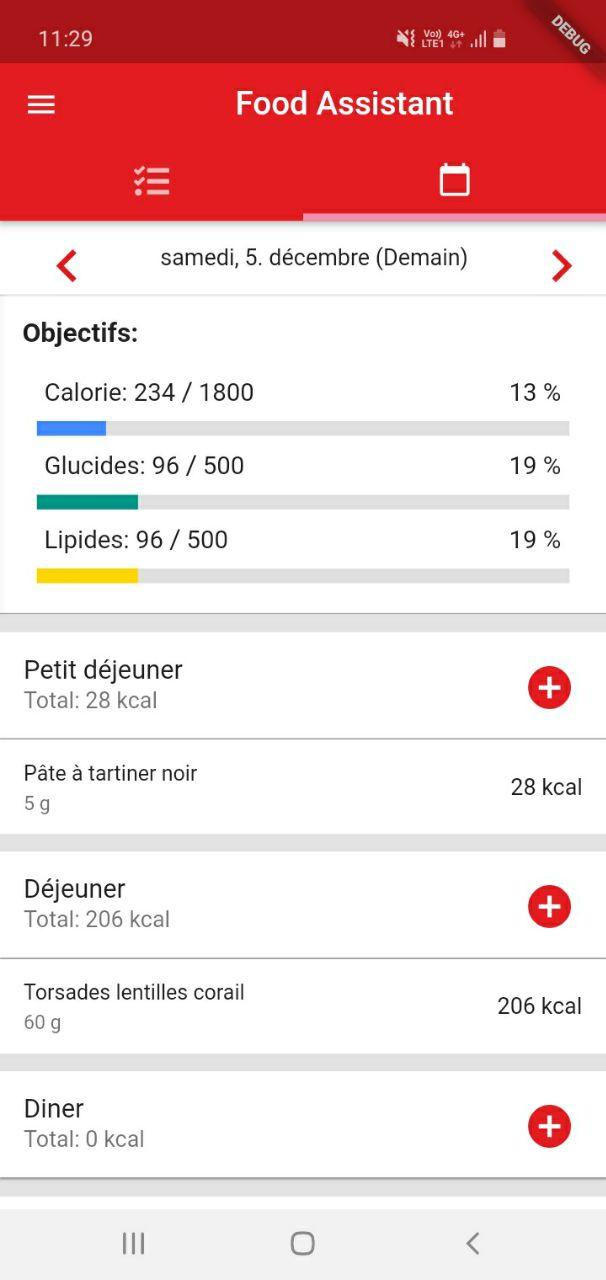 11:29
Vo)) 4G+
LTE1
DEBUG
Food Assistant
samedi, 5. décembre (Demain)
Objectifs:
Calorie: 234 / 1800 13 %
Glucides: 96 / 500 19 %
Lipides: 96 / 500 19 %
Petit déjeuner
Total: 28 kcal
Pâte à tartiner noir
5 g
28 kcal
Déjeuner
Total: 206 kcal
Torsades lentilles corail
60 g
206 kcal
Diner
Total: 0 kcal